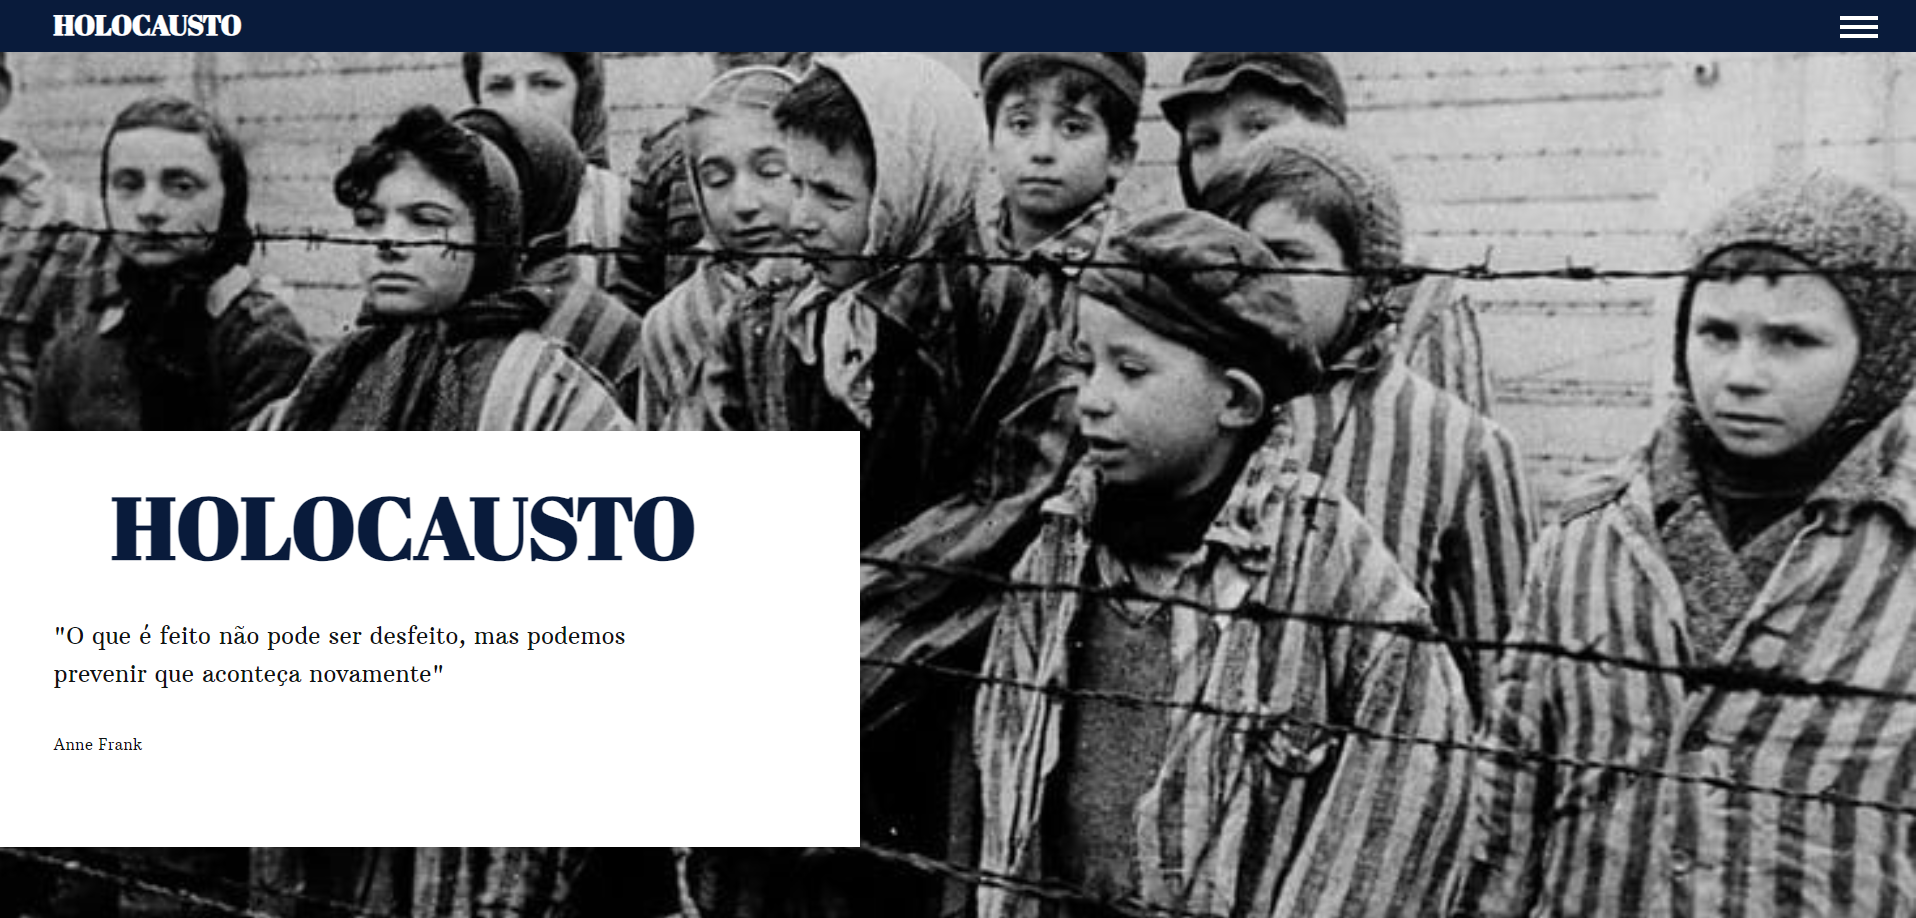 HOLOCAUSTO
HOLOCAUSTO
"O que é feito não pode ser desfeito, mas podemos
prevenir que aconteça novamente"
Anne Frank